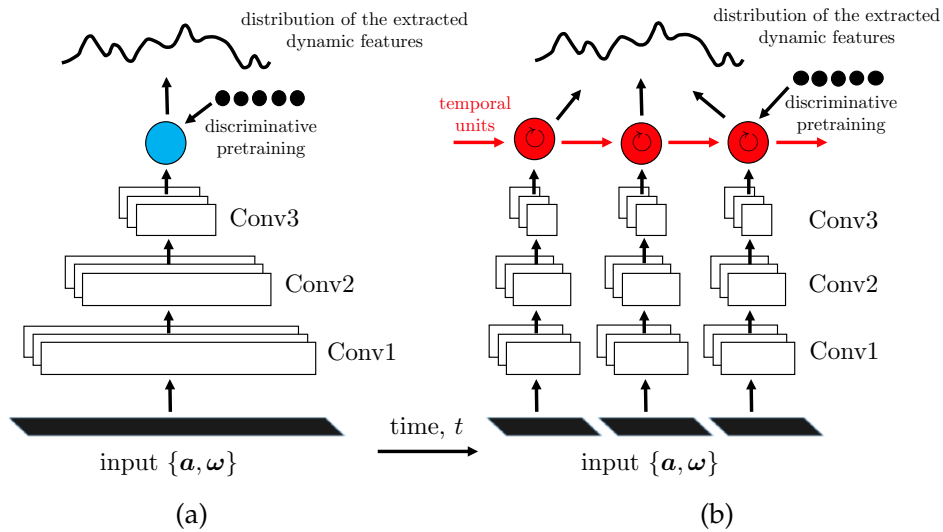 distribution of the extracted
dynamic features
discriminative
pretraining
Conv3
Conv2
Conv1
input {a, ω}
(a)
time, t
distribution of the extracted
dynamic features
temporal
units
discriminative
pretraining
Conv3
Conv2
Conv1
input {a, ω}
(b)